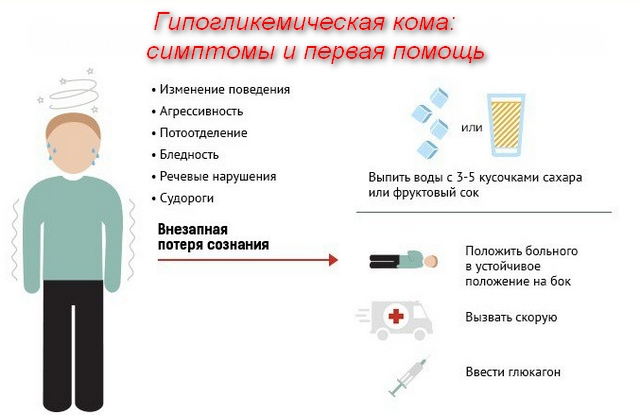 Гипогликемическая кома:
симптомы и первая помощь
• Изменение поведения
• Агрессивность
• Потоотделение
• Бледность
• Речевые нарушения
• Судороги
или
Выпить воды с 3-5 кусочками сахара
или фруктовый сок
Внезапная
потеря сознания
Положить больного
в устойчивое
положение на бок
Вызвать скорую
Ввести глюкагон